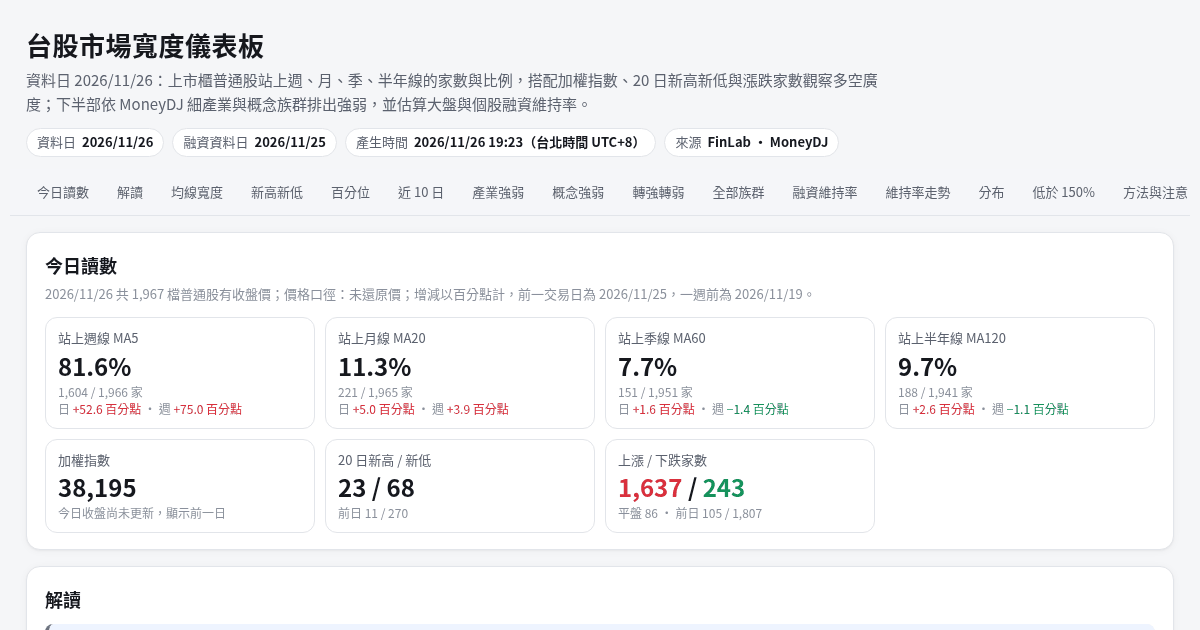 台股市場寬度儀表板
資料日 2026/11/26：上市櫃普通股站上週、月、季、半年線的家數與比例，搭配加權指數、20 日新高新低與漲跌家數觀察多空廣
度；下半部依 MoneyDJ 細產業與概念族群排出強弱，並估算大盤與個股融資維持率。
資料日 2026/11/26 融資資料日 2026/11/25 產生時間 2026/11/26 19:23（台北時間 UTC+8） 來源 FinLab · MoneyDJ
今日讀數 解讀 均線寬度 新高新低 百分位 近 10 日 產業強弱 概念強弱 轉強轉弱 全部族群 融資維持率 維持率走勢 分布 低於 150% 方法與注意
今日讀數
2026/11/26 共 1,967 檔普通股有收盤價；價格口徑：未還原價；增減以百分點計，前一交易日為 2026/11/25，一週前為 2026/11/19。
站上週線 MA5
81.6%
1,604 / 1,966 家
日 +52.6 百分點 · 週 +75.0 百分點
站上月線 MA20
11.3%
221 / 1,965 家
日 +5.0 百分點 · 週 +3.9 百分點
站上季線 MA60
7.7%
151 / 1,951 家
日 +1.6 百分點 · 週 −1.4 百分點
站上半年線 MA120
9.7%
188 / 1,941 家
日 +2.6 百分點 · 週 −1.1 百分點
加權指數
38,195
今日收盤尚未更新，顯示前一日
20 日新高 / 新低
23 / 68
前日 11 / 270
上漲 / 下跌家數
1,637 / 243
平盤 86 · 前日 105 / 1,807
解讀